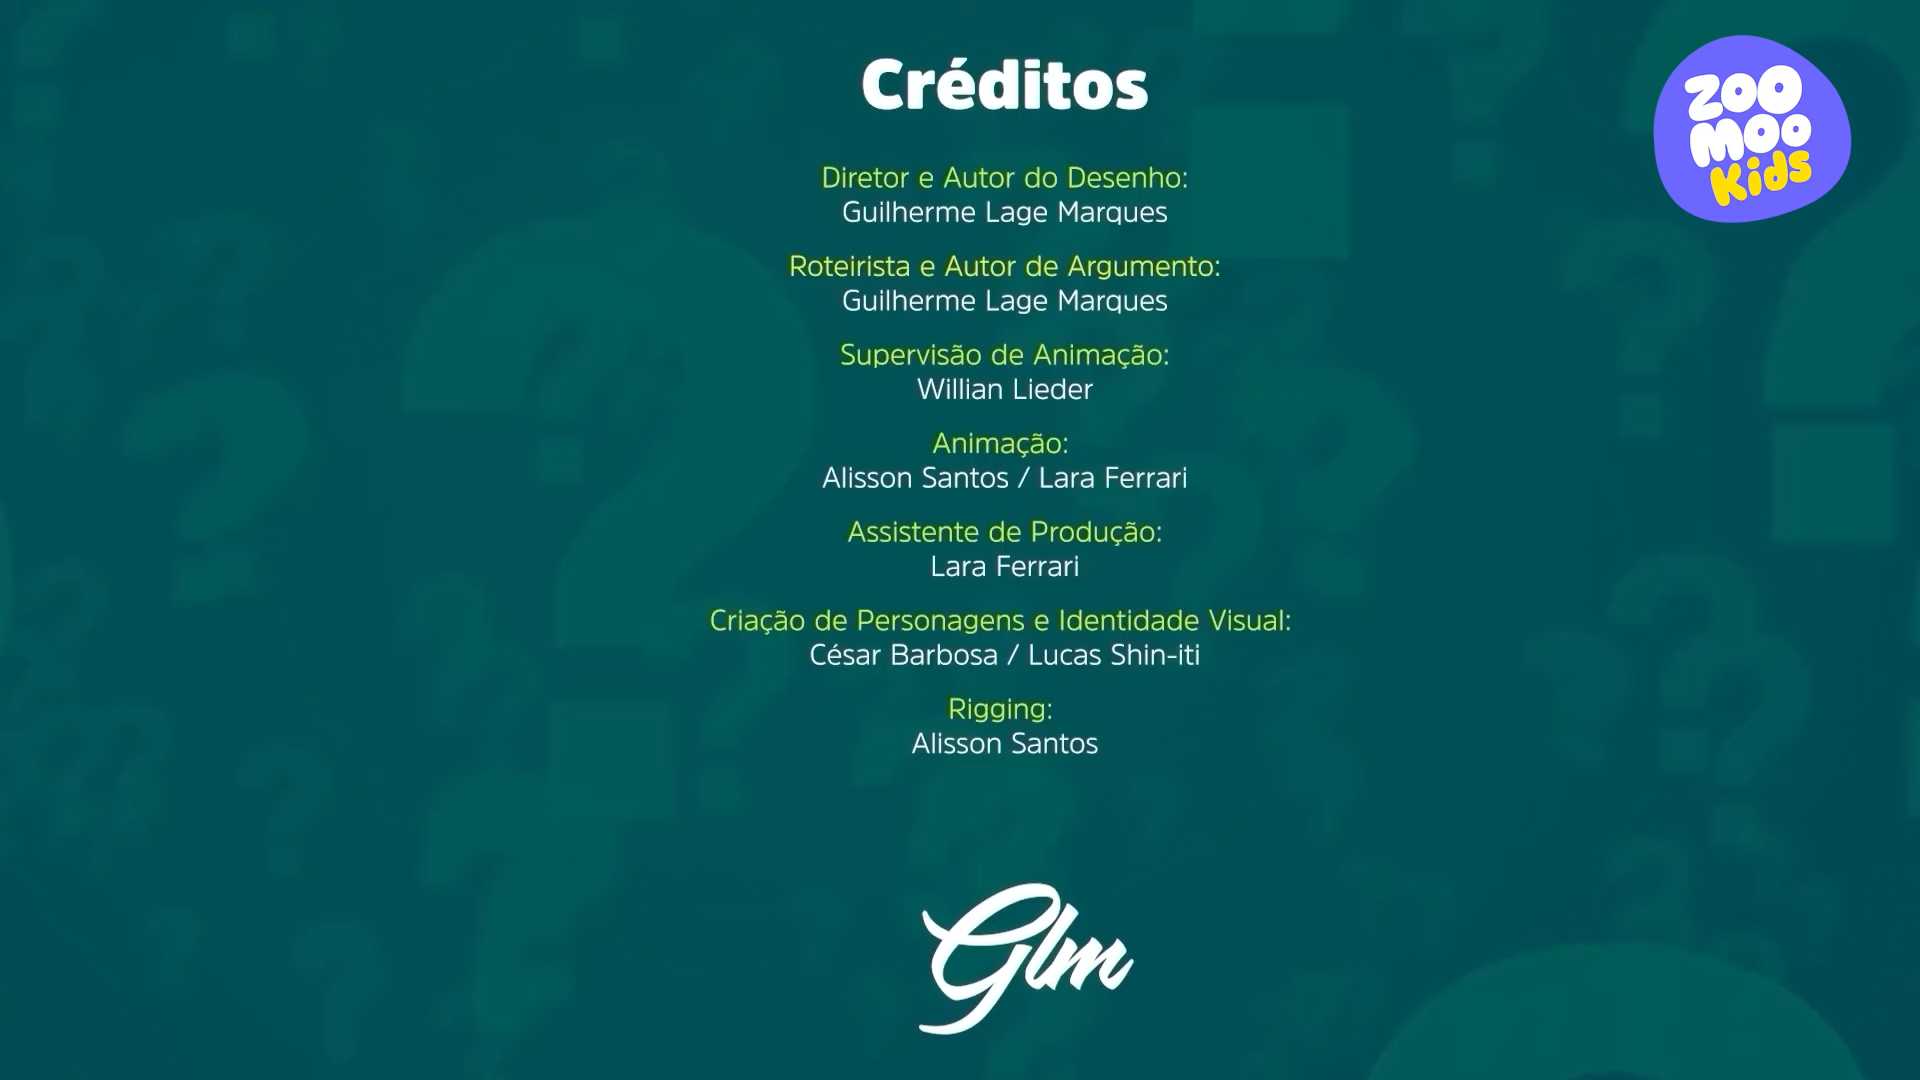 Créditos
ZOO
MOO
Kids
Diretor e Autor do Desenho:
Guilherme Lage Marques
Roteirista e Autor de Argumento:
Guilherme Lage Marques
Supervisão de Animação:
Willian Lieder
Animação:
Alisson Santos / Lara Ferrari
Assistente de Produção:
Lara Ferrari
Criação de Personagens e Identidade Visual:
César Barbosa / Lucas Shin-iti
Rigging:
Alisson Santos
Glm